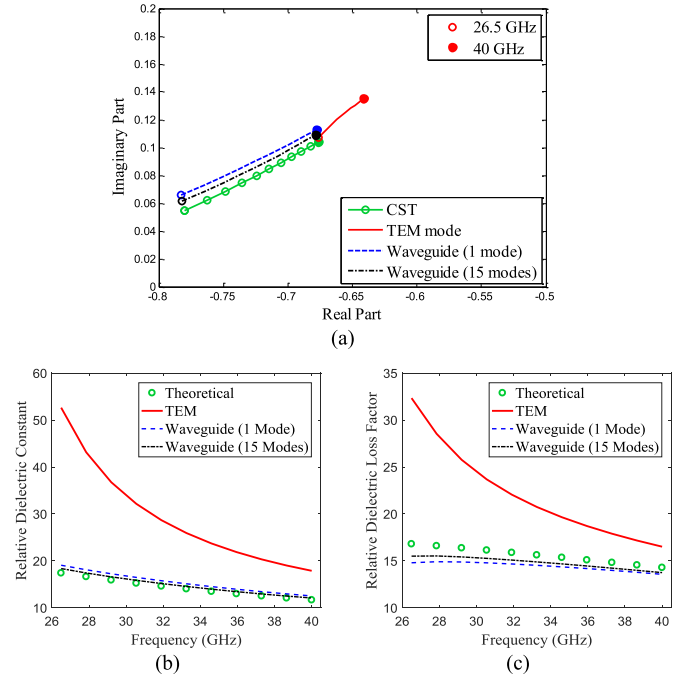 0.2
0.18
0.16
0.14
0.12
0.1
0.08
0.06
0.04
0.02
0
Imaginary Part
26.5 GHz
40 GHz
CST
TEM mode
Waveguide (1 mode)
Waveguide (15 modes)
-0.8 -0.75 -0.7 -0.65 -0.6 -0.55 -0.5
Real Part
(a)
60
50
40
30
20
10
Relative Dielectric Constant
Theoretical
TEM
Waveguide (1 Mode)
Waveguide (15 Modes)
26 28 30 32 34 36 38 40
Frequency (GHz)
(b)
35
30
25
20
15
10
Relative Dielectric Loss Factor
Theoretical
TEM
Waveguide (1 Mode)
Waveguide (15 Modes)
26 28 30 32 34 36 38 40
Frequency (GHz)
(c)